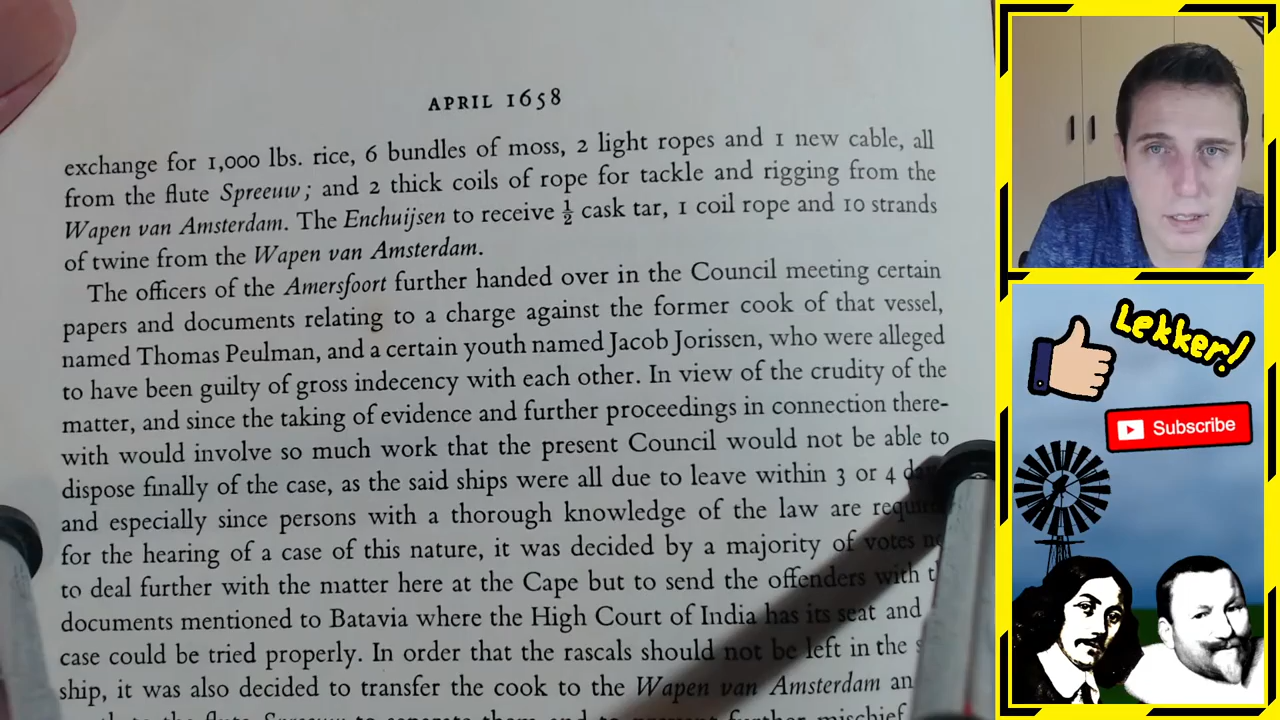 APRIL 1658
exchange for 1,000 lbs. rice, 6 bundles of moss, 2 light ropes and 1 new cable, all
from the flute Spreeuw; and 2 thick coils of rope for tackle and rigging from the
Wapen van Amsterdam. The Enchuijsen to receive ½ cask tar, 1 coil rope and 10 strands
of twine from the Wapen van Amsterdam.
The officers of the Amersfoort further handed over in the Council meeting certain
papers and documents relating to a charge against the former cook of that vessel,
named Thomas Peulman, and a certain youth named Jacob Jorissen, who were alleged
to have been guilty of gross indecency with each other. In view of the crudity of the
matter, and since the taking of evidence and further proceedings in connection there-
with would involve so much work that the present Council would not be able to
dispose finally of the case, as the said ships were all due to leave within 3 or 4
and especially since persons with a thorough knowledge of the law are
for the hearing of a case of this nature, it was decided by a majority of votes
to deal further with the matter here at the Cape but to send the offenders with
documents mentioned to Batavia where the High Court of India has its seat and
case could be tried properly. In order that the rascals should not be left in the
ship, it was also decided to transfer the cook to the Wapen van Amsterdam
the flute Spreeuw to separate them and to prevent further mischief
Lekker!
Subscribe